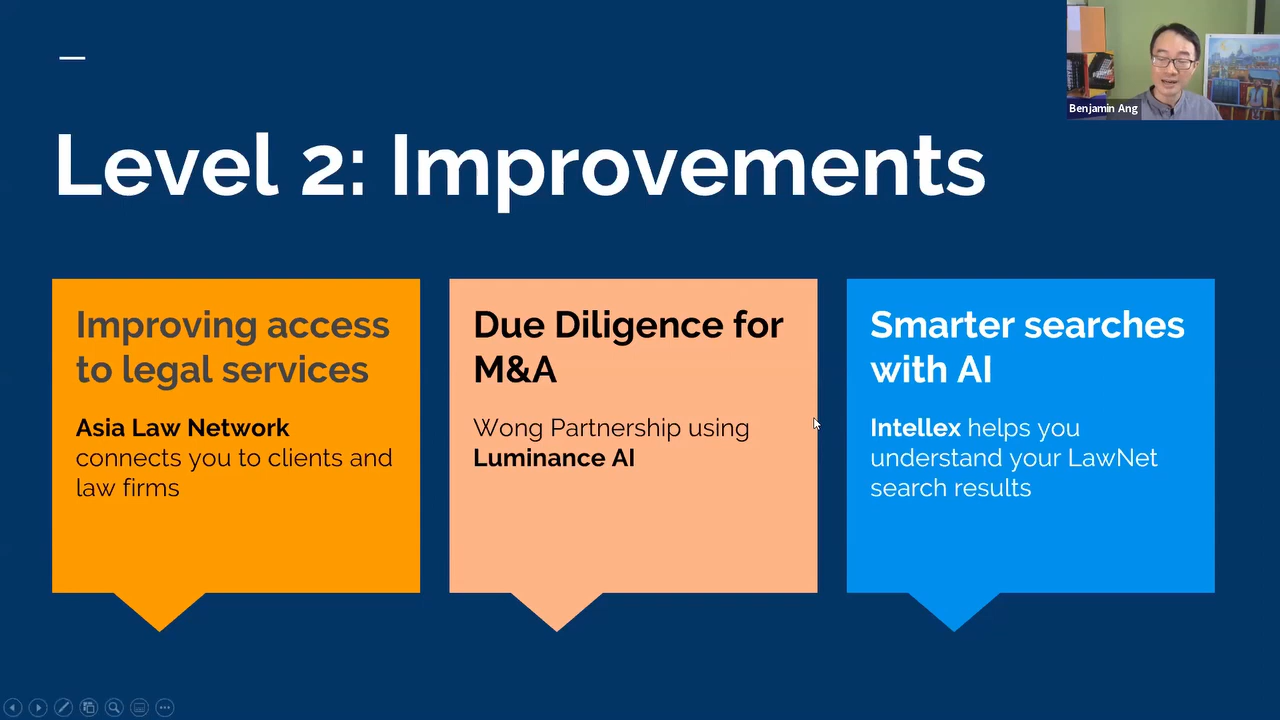 Benjamin Ang
Level 2: Improvements
Improving access
to legal services
Asia Law Network
connects you to clients and
law firms
Due Diligence for
M&A
Wong Partnership using
Luminance AI
Smarter searches
with AI
Intellex helps you
understand your LawNet
search results